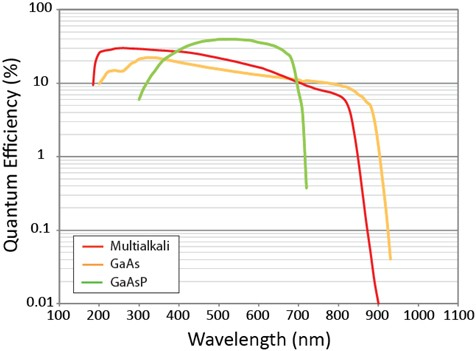 Quantum Efficiency (%)
100
10
1
0.1
0.01
Multialkali
GaAs
GaAsP
100 200 300 400 500 600 700 800 900 1000 1100
Wavelength (nm)